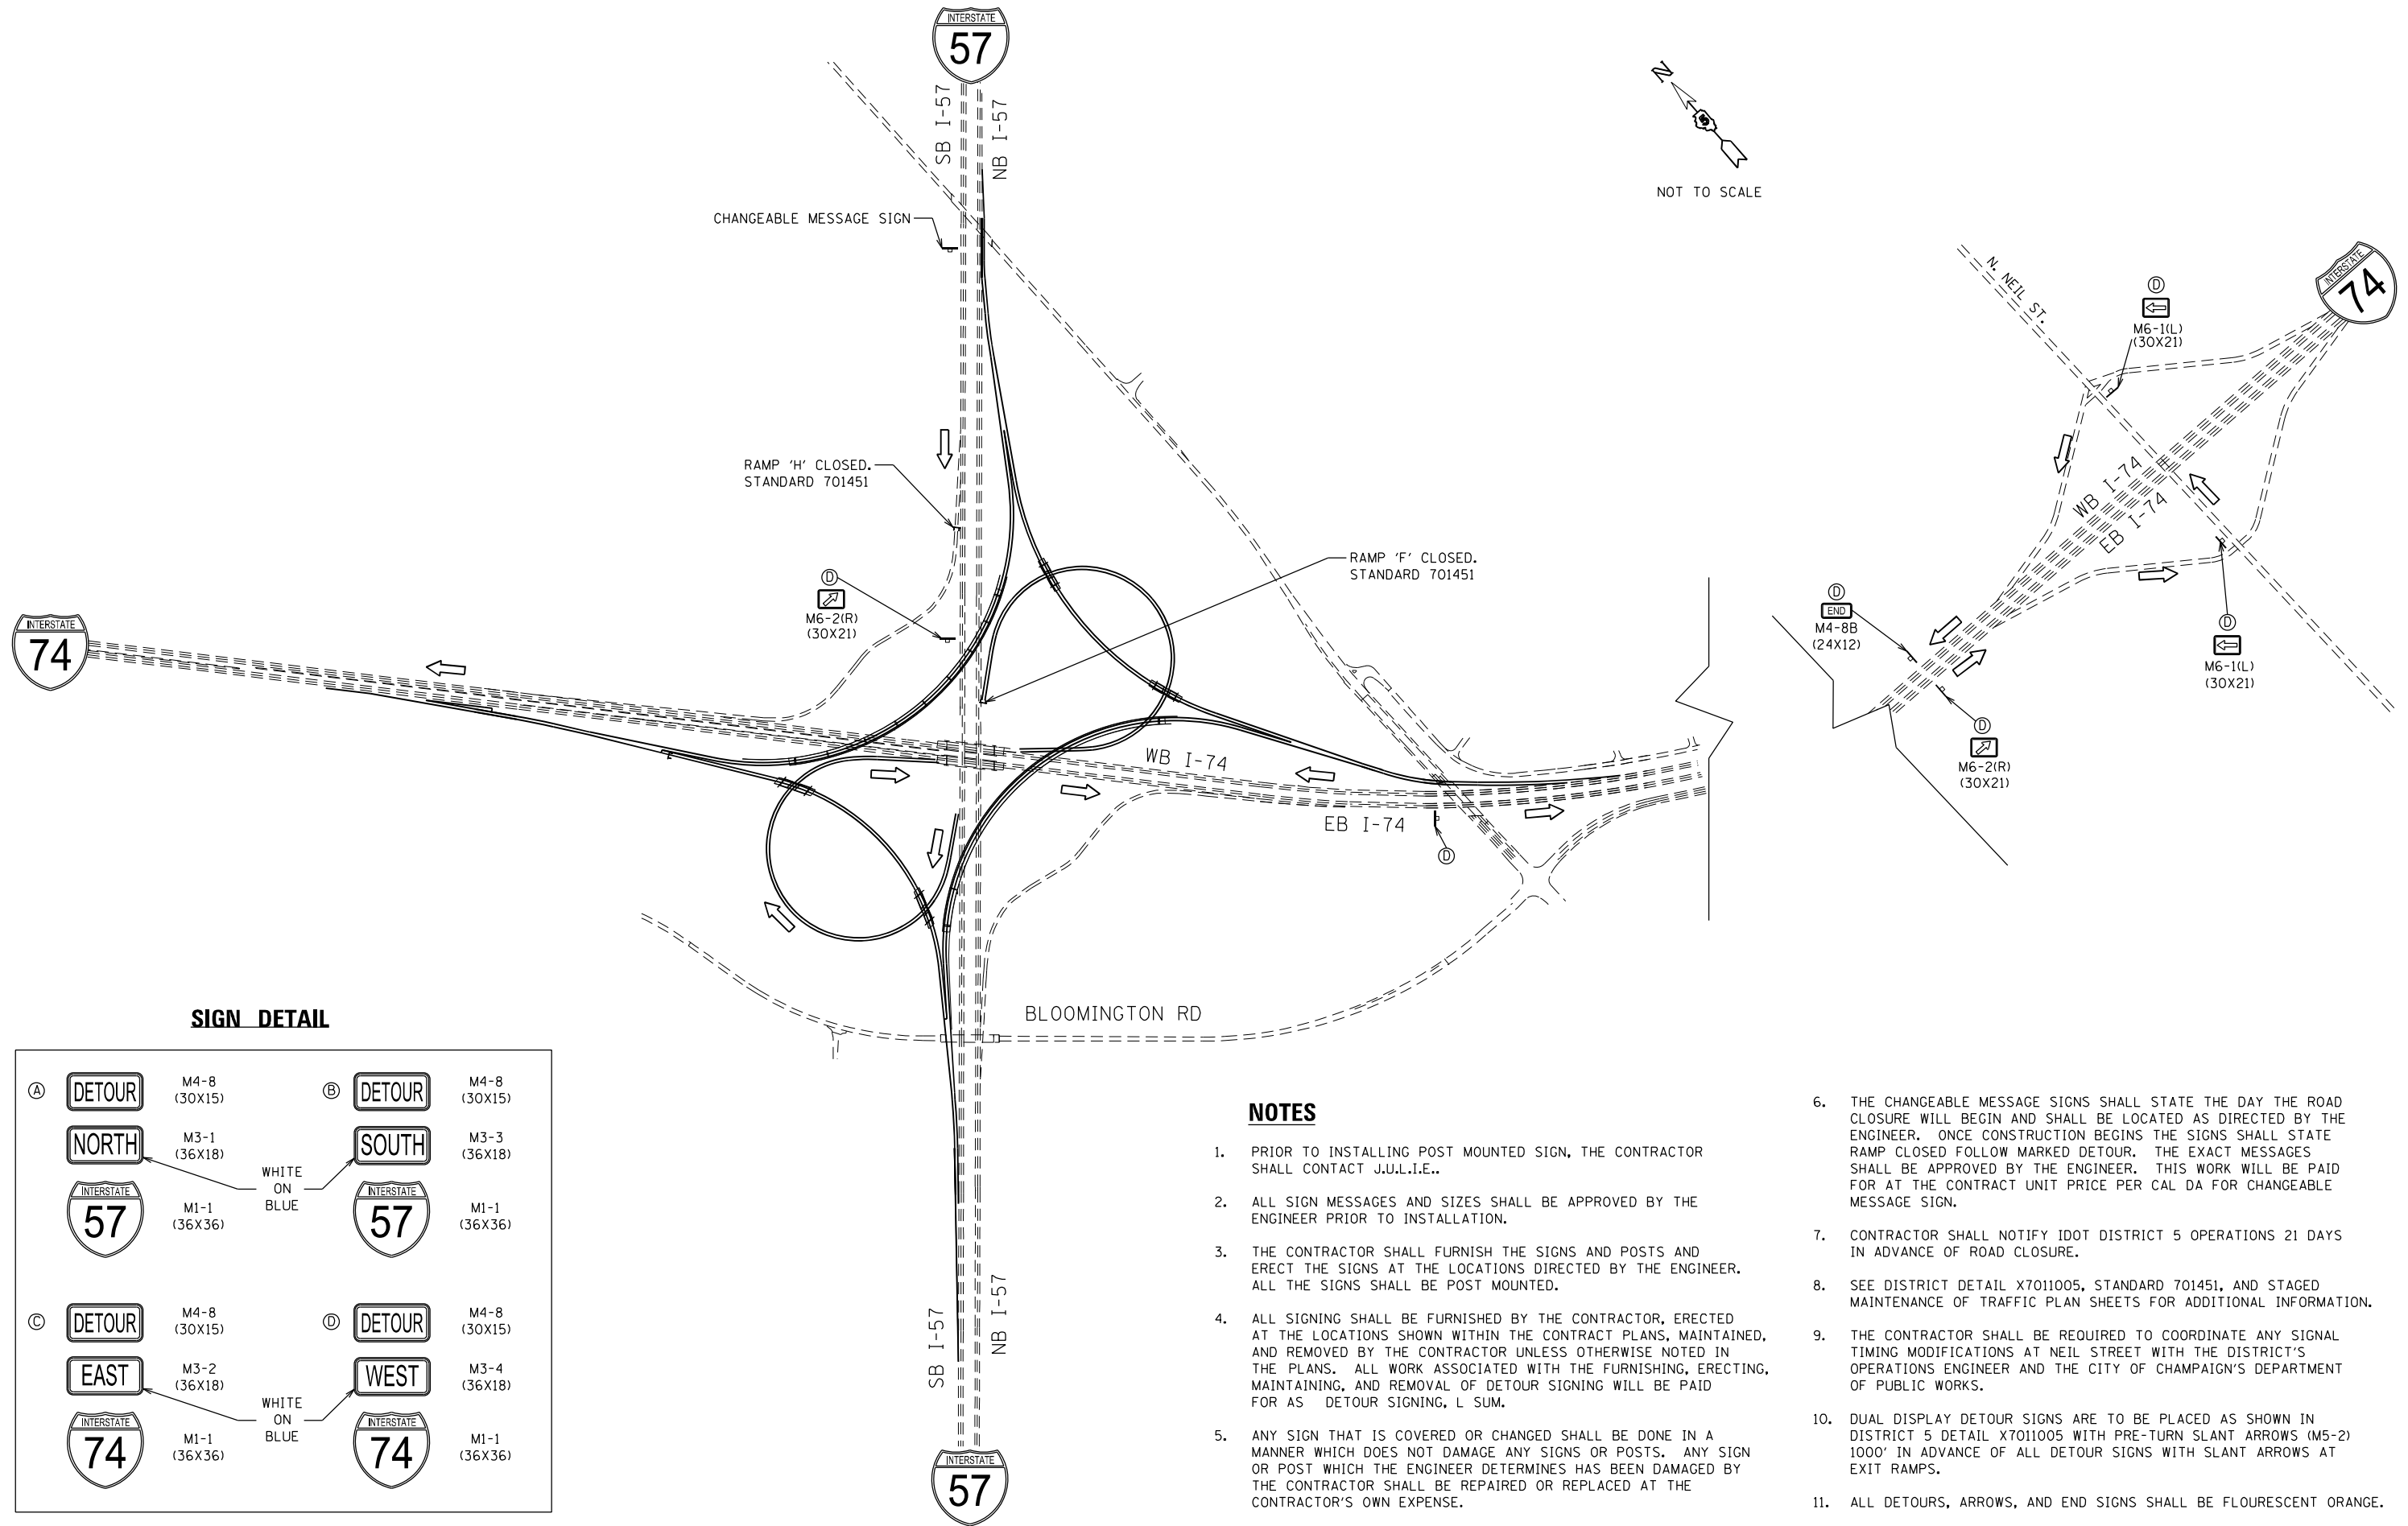 INTERSTATE
57
SB I-57
NB I-57
N
5
NOT TO SCALE
CHANGEABLE MESSAGE SIGN
N. NEIL ST.
INTERSTATE
74
D
M6-1(L)
(30X21)
RAMP 'H' CLOSED.
STANDARD 701451
WB I-74
EB I-74
RAMP 'F' CLOSED.
STANDARD 701451
D
M6-2(R)
(30X21)
D
END
M4-8B
(24X12)
D
M6-1(L)
(30X21)
INTERSTATE
74
D
M6-2(R)
(30X21)
WB I-74
EB I-74
D
BLOOMINGTON RD
SB I-57
NB I-57
INTERSTATE
57
SIGN DETAIL
A
DETOUR
M4-8
(30X15)
NORTH
M3-1
(36X18)
INTERSTATE
57
M1-1
(36X36)
WHITE
ON
BLUE
B
DETOUR
M4-8
(30X15)
SOUTH
M3-3
(36X18)
INTERSTATE
57
M1-1
(36X36)
C
DETOUR
M4-8
(30X15)
EAST
M3-2
(36X18)
INTERSTATE
74
M1-1
(36X36)
WHITE
ON
BLUE
D
DETOUR
M4-8
(30X15)
WEST
M3-4
(36X18)
INTERSTATE
74
M1-1
(36X36)
NOTES
1. PRIOR TO INSTALLING POST MOUNTED SIGN, THE CONTRACTOR
SHALL CONTACT J.U.L.I.E..
2. ALL SIGN MESSAGES AND SIZES SHALL BE APPROVED BY THE
ENGINEER PRIOR TO INSTALLATION.
3. THE CONTRACTOR SHALL FURNISH THE SIGNS AND POSTS AND
ERECT THE SIGNS AT THE LOCATIONS DIRECTED BY THE ENGINEER.
ALL THE SIGNS SHALL BE POST MOUNTED.
4. ALL SIGNING SHALL BE FURNISHED BY THE CONTRACTOR, ERECTED
AT THE LOCATIONS SHOWN WITHIN THE CONTRACT PLANS, MAINTAINED,
AND REMOVED BY THE CONTRACTOR UNLESS OTHERWISE NOTED IN
THE PLANS. ALL WORK ASSOCIATED WITH THE FURNISHING, ERECTING,
MAINTAINING, AND REMOVAL OF DETOUR SIGNING WILL BE PAID
FOR AS DETOUR SIGNING, L SUM.
5. ANY SIGN THAT IS COVERED OR CHANGED SHALL BE DONE IN A
MANNER WHICH DOES NOT DAMAGE ANY SIGNS OR POSTS. ANY SIGN
OR POST WHICH THE ENGINEER DETERMINES HAS BEEN DAMAGED BY
THE CONTRACTOR SHALL BE REPAIRED OR REPLACED AT THE
CONTRACTOR'S OWN EXPENSE.
6. THE CHANGEABLE MESSAGE SIGNS SHALL STATE THE DAY THE ROAD
CLOSURE WILL BEGIN AND SHALL BE LOCATED AS DIRECTED BY THE
ENGINEER. ONCE CONSTRUCTION BEGINS THE SIGNS SHALL STATE
RAMP CLOSED FOLLOW MARKED DETOUR. THE EXACT MESSAGES
SHALL BE APPROVED BY THE ENGINEER. THIS WORK WILL BE PAID
FOR AT THE CONTRACT UNIT PRICE PER CAL DA FOR CHANGEABLE
MESSAGE SIGN.
7. CONTRACTOR SHALL NOTIFY IDOT DISTRICT 5 OPERATIONS 21 DAYS
IN ADVANCE OF ROAD CLOSURE.
8. SEE DISTRICT DETAIL X7011005, STANDARD 701451, AND STAGED
MAINTENANCE OF TRAFFIC PLAN SHEETS FOR ADDITIONAL INFORMATION.
9. THE CONTRACTOR SHALL BE REQUIRED TO COORDINATE ANY SIGNAL
TIMING MODIFICATIONS AT NEIL STREET WITH THE DISTRICT'S
OPERATIONS ENGINEER AND THE CITY OF CHAMPAIGN'S DEPARTMENT
OF PUBLIC WORKS.
10. DUAL DISPLAY DETOUR SIGNS ARE TO BE PLACED AS SHOWN IN
DISTRICT 5 DETAIL X7011005 WITH PRE-TURN SLANT ARROWS (M5-2)
1000' IN ADVANCE OF ALL DETOUR SIGNS WITH SLANT ARROWS AT
EXIT RAMPS.
11. ALL DETOURS, ARROWS, AND END SIGNS SHALL BE FLOURESCENT ORANGE.